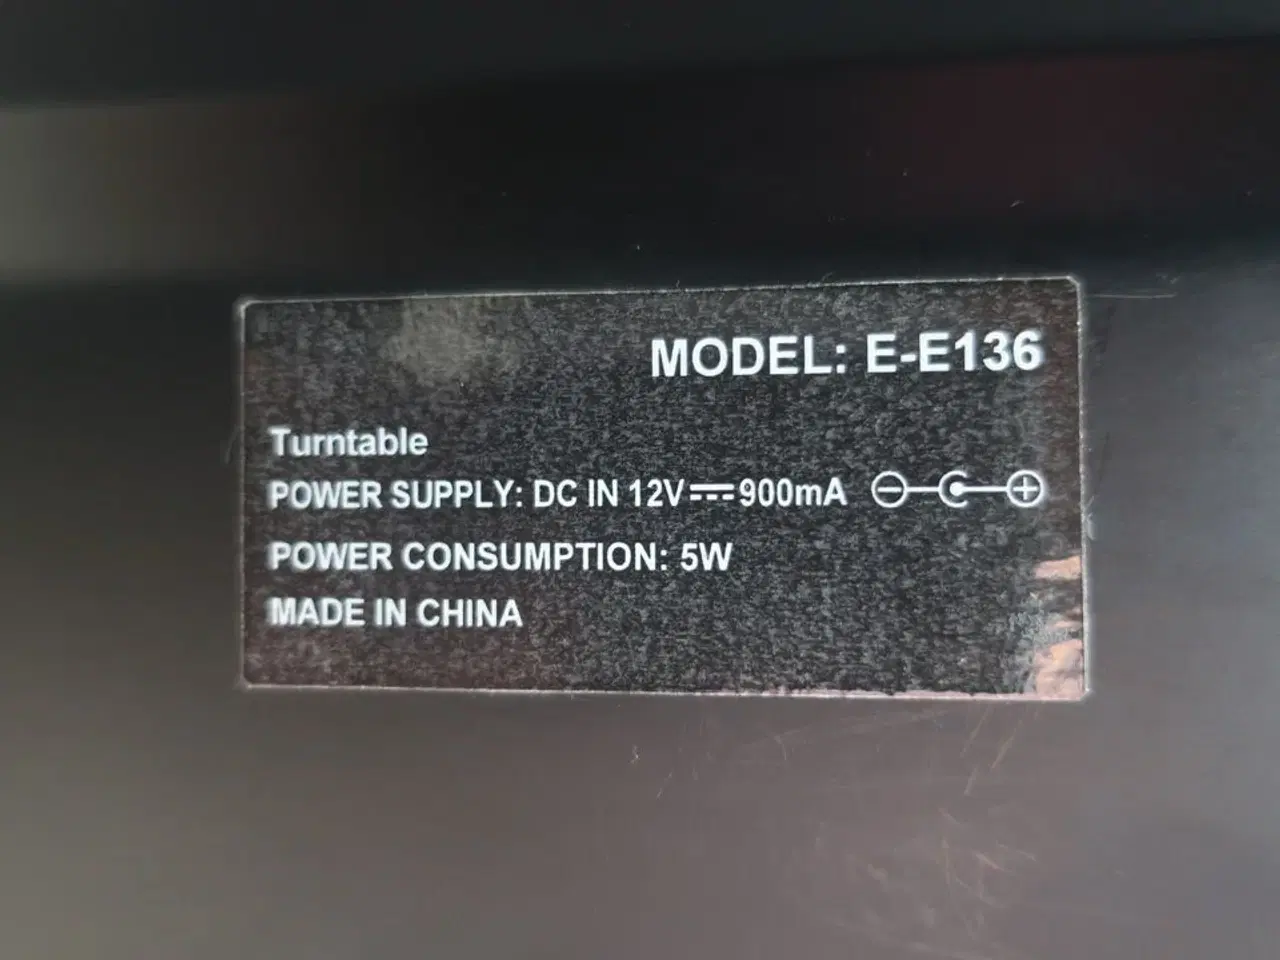 MODEL: E-E136
Turntable
POWER SUPPLY: DC IN 12V⎓900mA
POWER CONSUMPTION: 5W
MADE IN CHINA